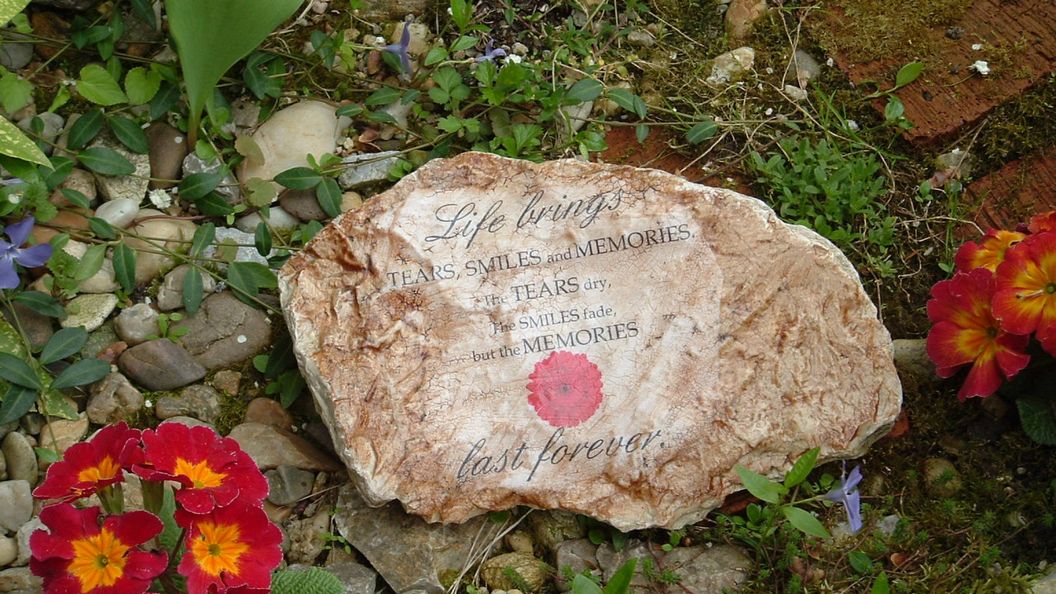 Life brings
TEARS, SMILES and MEMORIES.
The TEARS dry,
The SMILES fade,
but the MEMORIES
last forever.